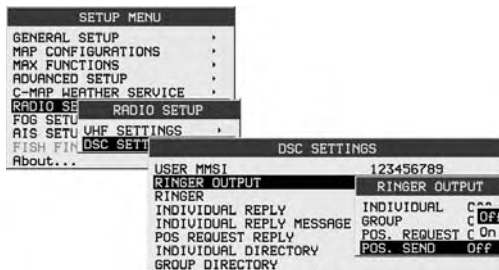 SETUP MENU
GENERAL SETUP
MAP CONFIGURATIONS
MAX FUNCTIONS
ADVANCED SETUP
C-MAP WEATHER SERVICE
RADIO SE
RADIO SETUP
FOG SETU
AIS SETU
VHF SETTINGS
FISH FIN
DSC SETT
About...
DSC SETTINGS
USER MMSI 123456789
RINGER OUTPUT
RINGER
INDIVIDUAL REPLY
INDIVIDUAL REPLY MESSAGE
POS REQUEST REPLY
INDIVIDUAL DIRECTORY
GROUP DIRECTORY
RINGER OUTPUT
INDIVIDUAL
GROUP
POS. REQUEST
POS. SEND Off
Off
On